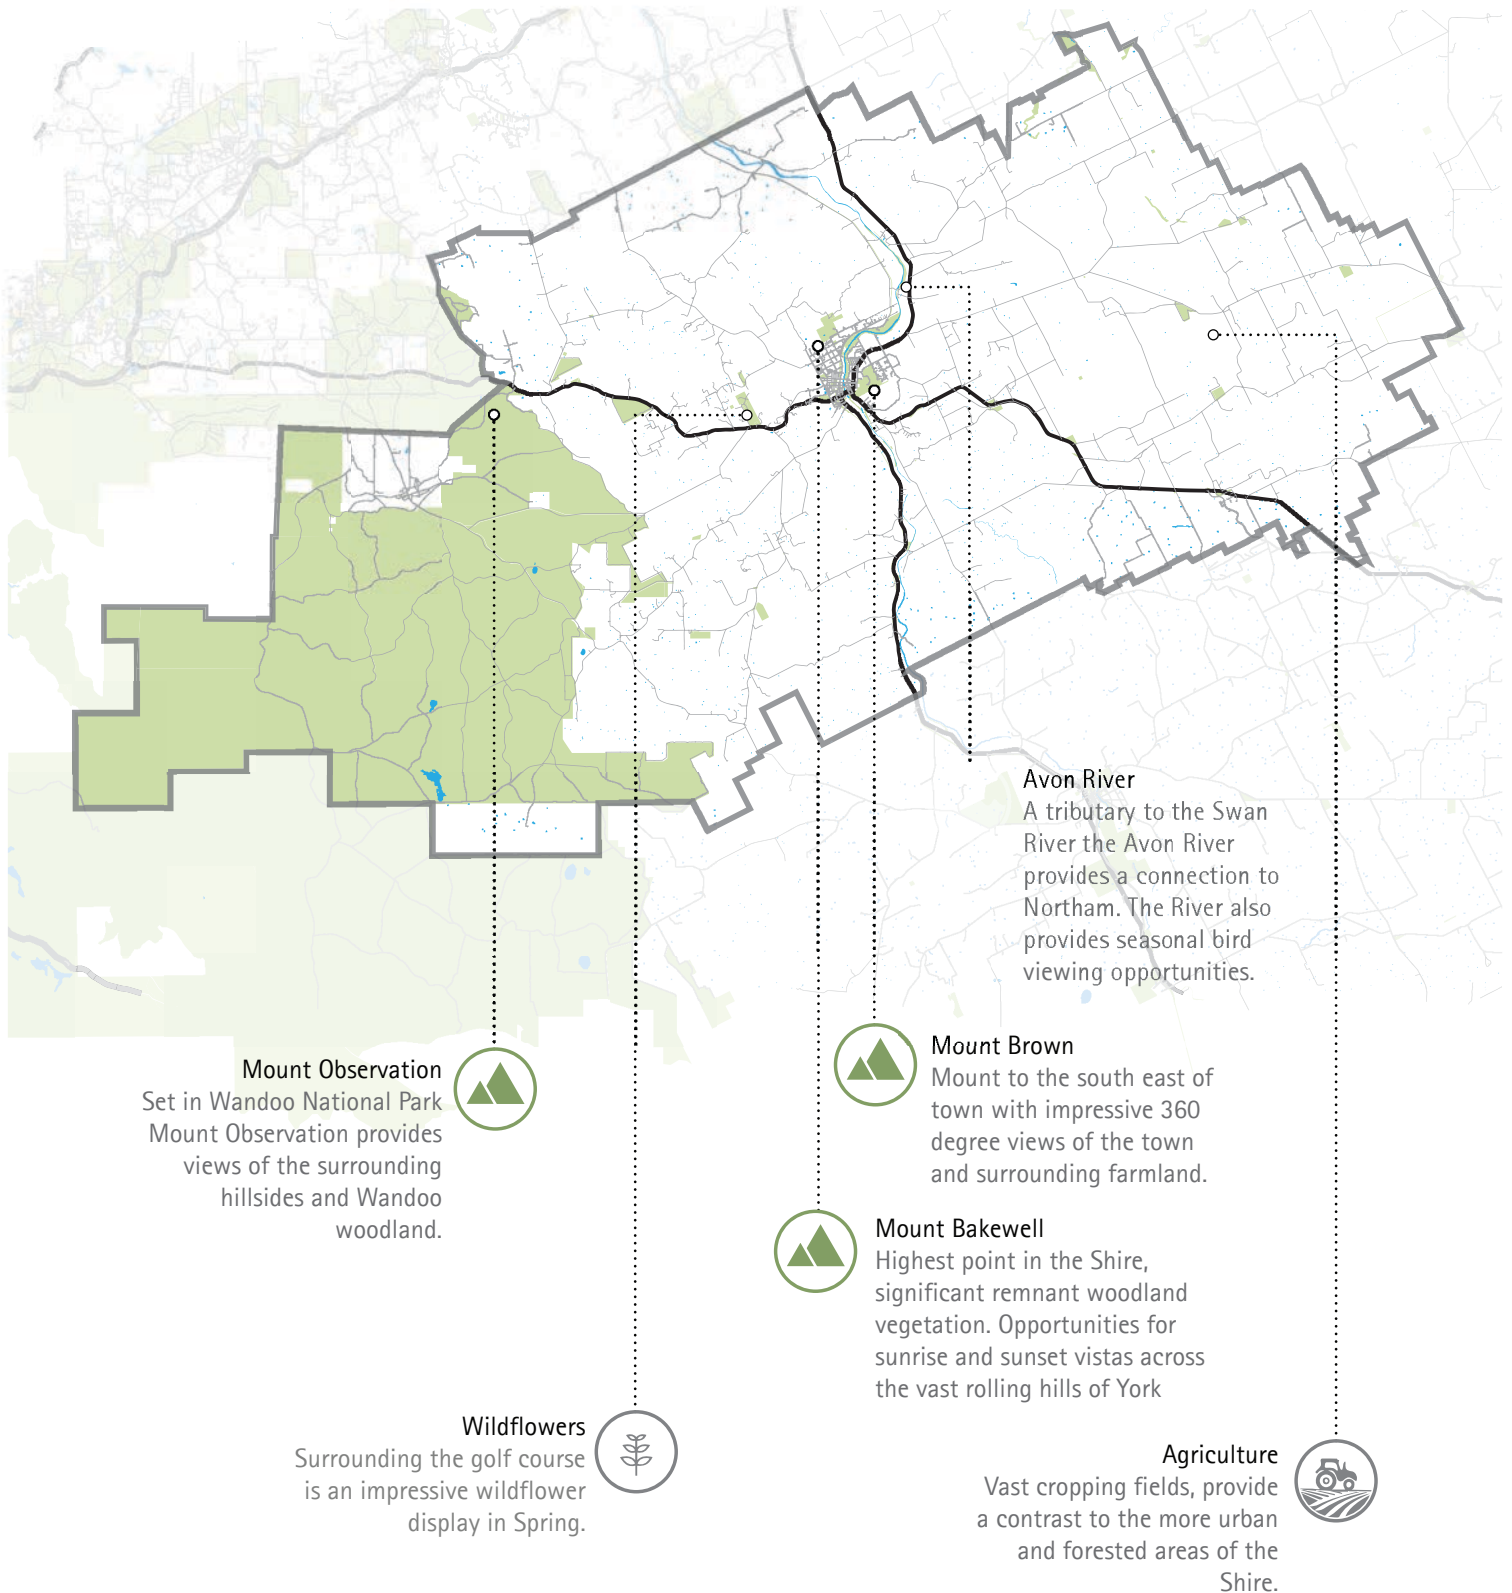 Avon River
A tributary to the Swan
River the Avon River
provides a connection to
Northam. The River also
provides seasonal bird
viewing opportunities.
Mount Brown
Mount to the south east of
town with impressive 360
degree views of the town
and surrounding farmland.
Mount Observation
Set in Wandoo National Park
Mount Observation provides
views of the surrounding
hillsides and Wandoo
woodland.
Mount Bakewell
Highest point in the Shire,
significant remnant woodland
vegetation. Opportunities for
sunrise and sunset vistas across
the vast rolling hills of York
Wildflowers
Surrounding the golf course
is an impressive wildflower
display in Spring.
Agriculture
Vast cropping fields, provide
a contrast to the more urban
and forested areas of the
Shire.